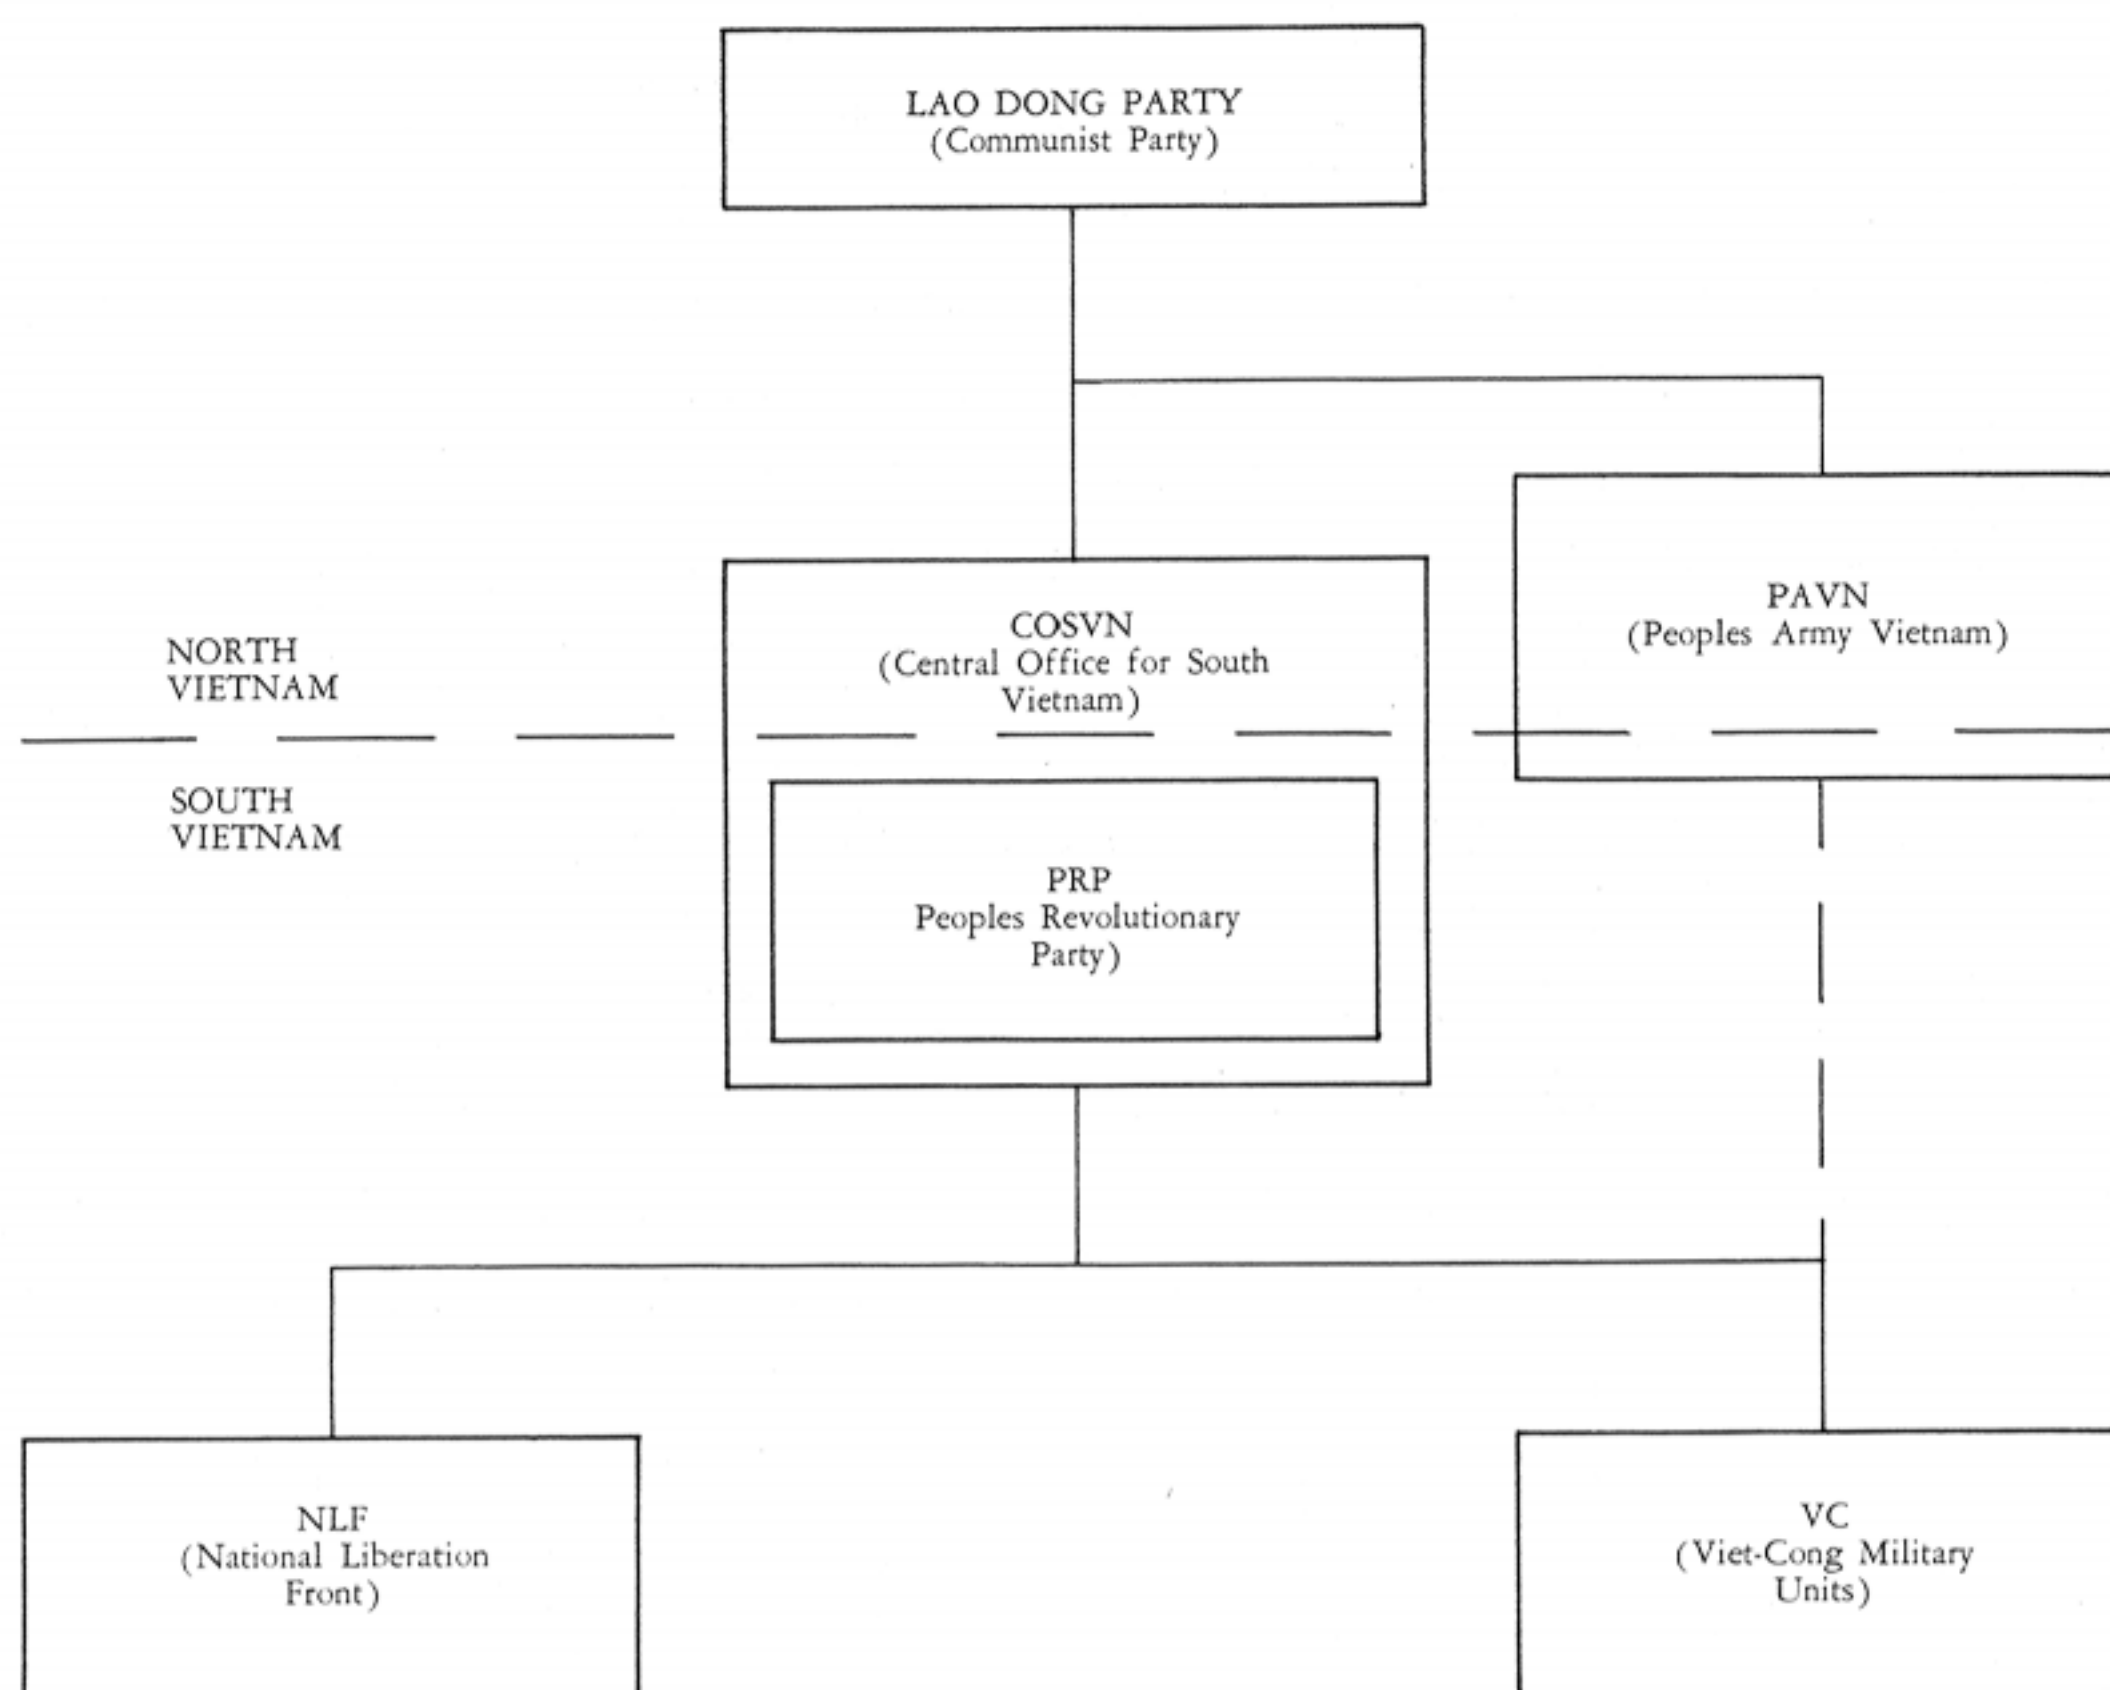 LAO DONG PARTY
(Communist Party)
PAVN
(Peoples Army Vietnam)
COSVN
(Central Office for South
Vietnam)
NORTH
VIETNAM
SOUTH
VIETNAM
PRP
Peoples Revolutionary
Party)
NLF
(National Liberation
Front)
VC
(Viet-Cong Military
Units)